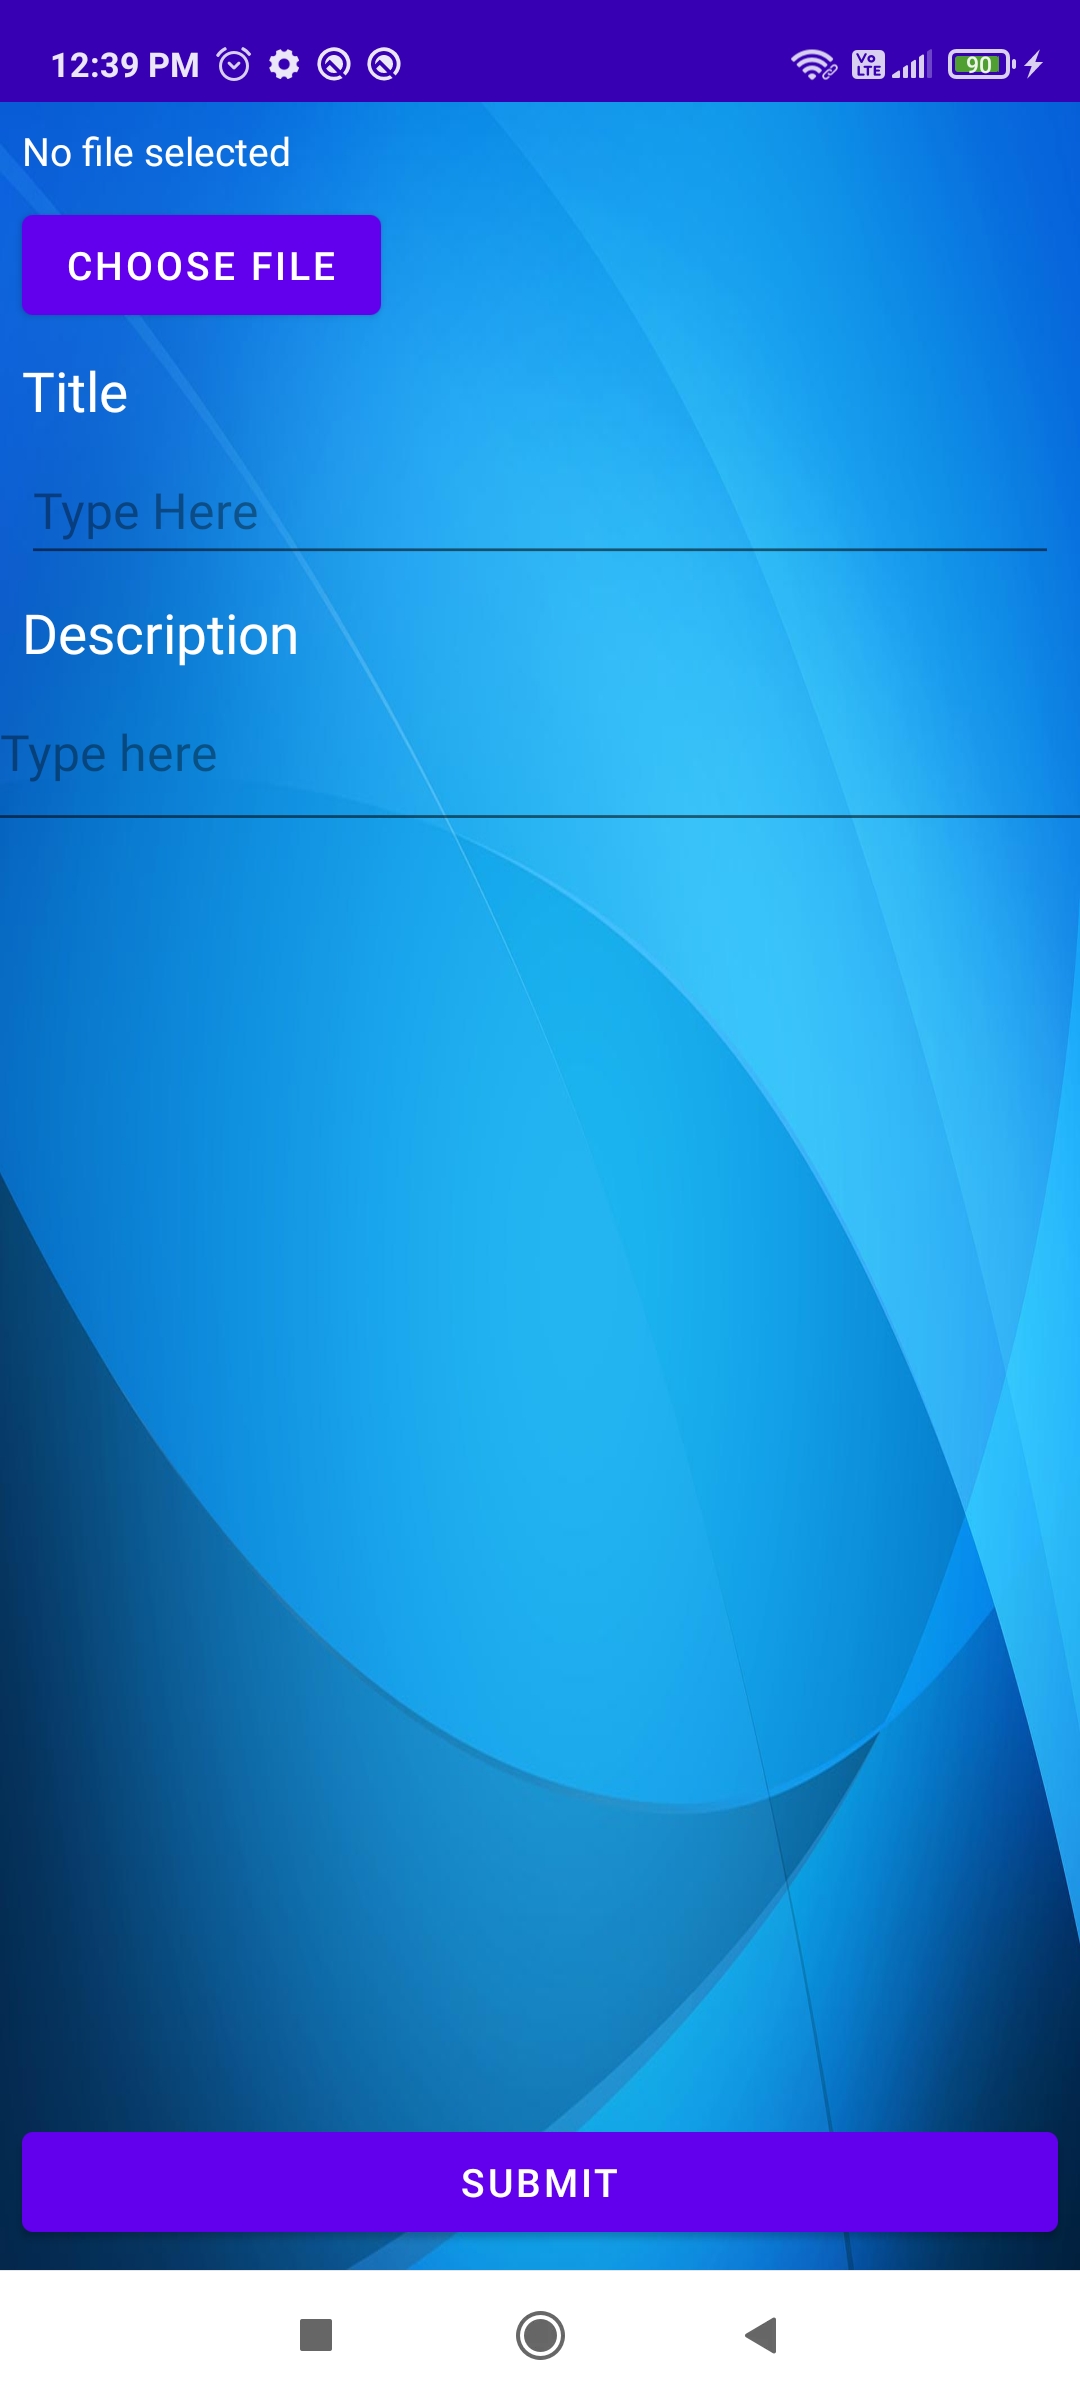 12:39 PM
Vo
LTE
90
No file selected
CHOOSE FILE
Title
Type Here
Description
Type here
SUBMIT